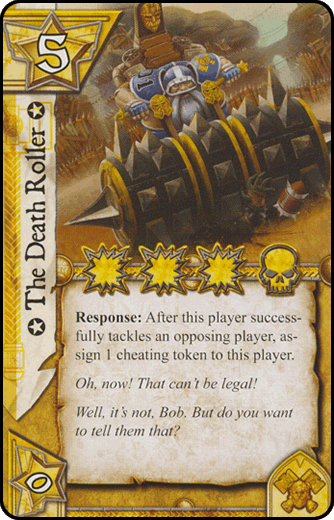 5
✪ The Death Roller ✪
Response: After this player success-
fully tackles an opposing player, as-
sign 1 cheating token to this player.
Oh, now! That can't be legal!
Well, it's not, Bob. But do you want
to tell them that?
0